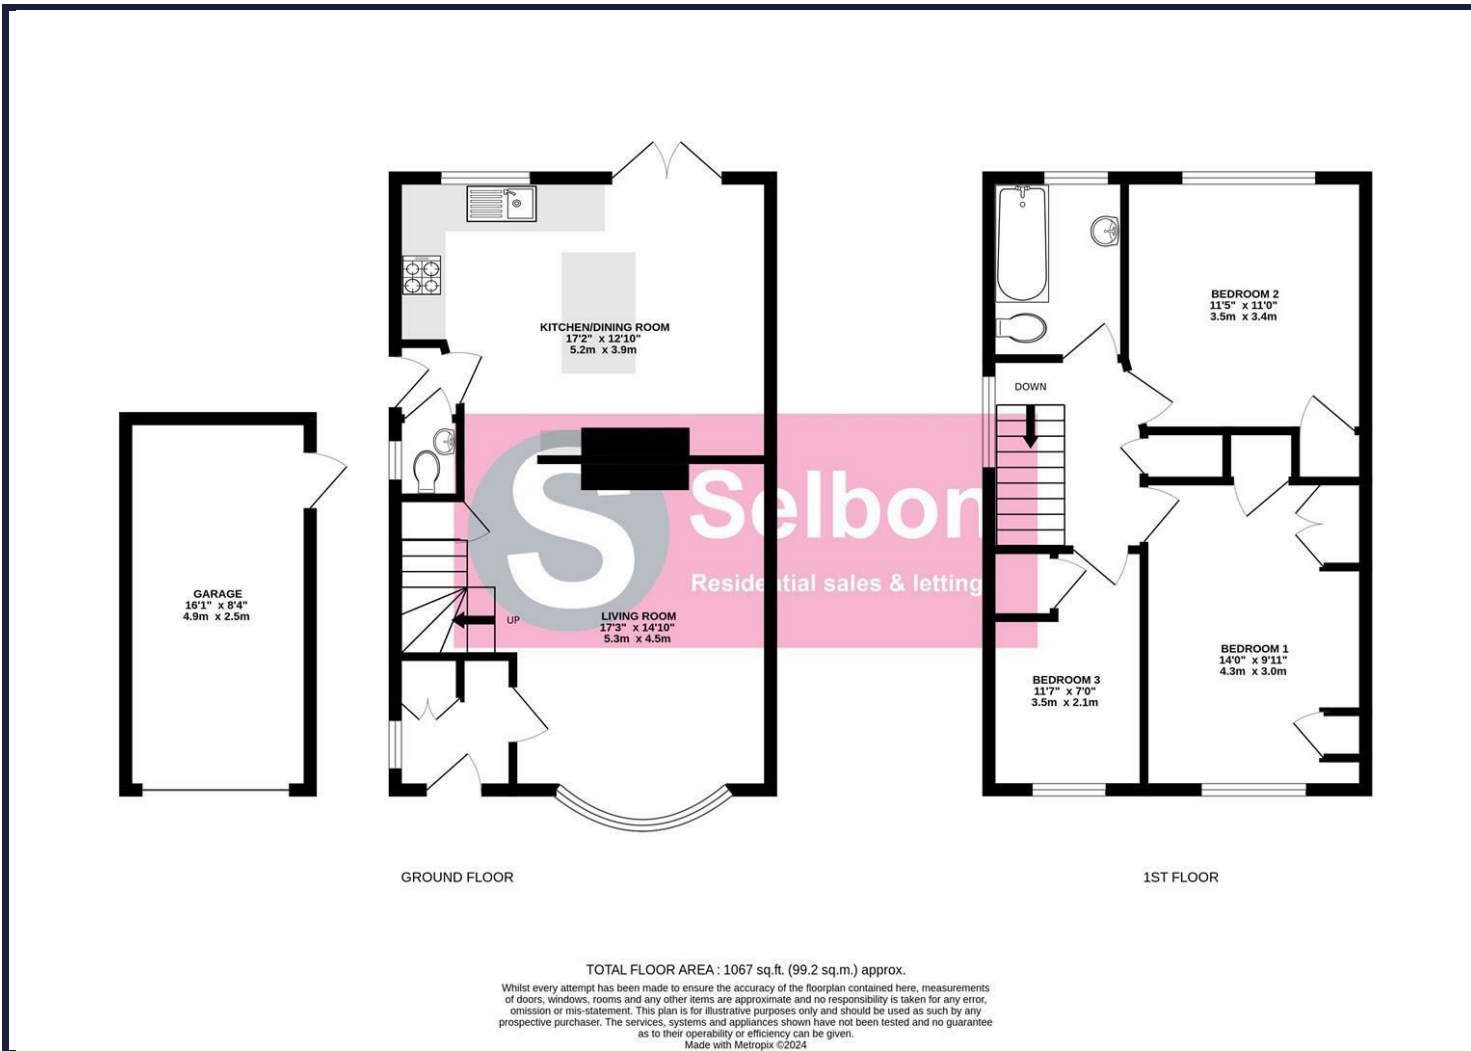 KITCHEN/DINING ROOM
17'2" x 12'10"
5.2m x 3.9m
GARAGE
16'1" x 8'4"
4.9m x 2.5m
UP
LIVING ROOM
17'3" x 14'10"
5.3m x 4.5m
S
Selbon
Residential sales & letting
DOWN
BEDROOM 2
11'5" x 11'0"
3.5m x 3.4m
BEDROOM 1
14'0" x 9'11"
4.3m x 3.0m
BEDROOM 3
11'7" x 7'0"
3.5m x 2.1m
GROUND FLOOR
1ST FLOOR
TOTAL FLOOR AREA : 1067 sq.ft. (99.2 sq.m.) approx.
Whilst every attempt has been made to ensure the accuracy of the floorplan contained here, measurements
of doors, windows, rooms and any other items are approximate and no responsibility is taken for any error,
omission or mis-statement. This plan is for illustrative purposes only and should be used as such by any
prospective purchaser. The services, systems and appliances shown have not been tested and no guarantee
as to their operability or efficiency can be given.
Made with Metropix ©2024